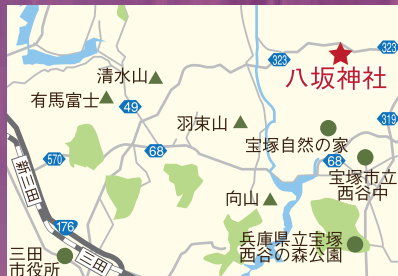 323
323
八坂神社
清水山
有馬富士
49
羽束山
319
宝塚自然の家
570
68
68
新三田
宝塚市立
西谷中
向山
176
兵庫県立宝塚
西谷の森公園
三田
市役所
三田